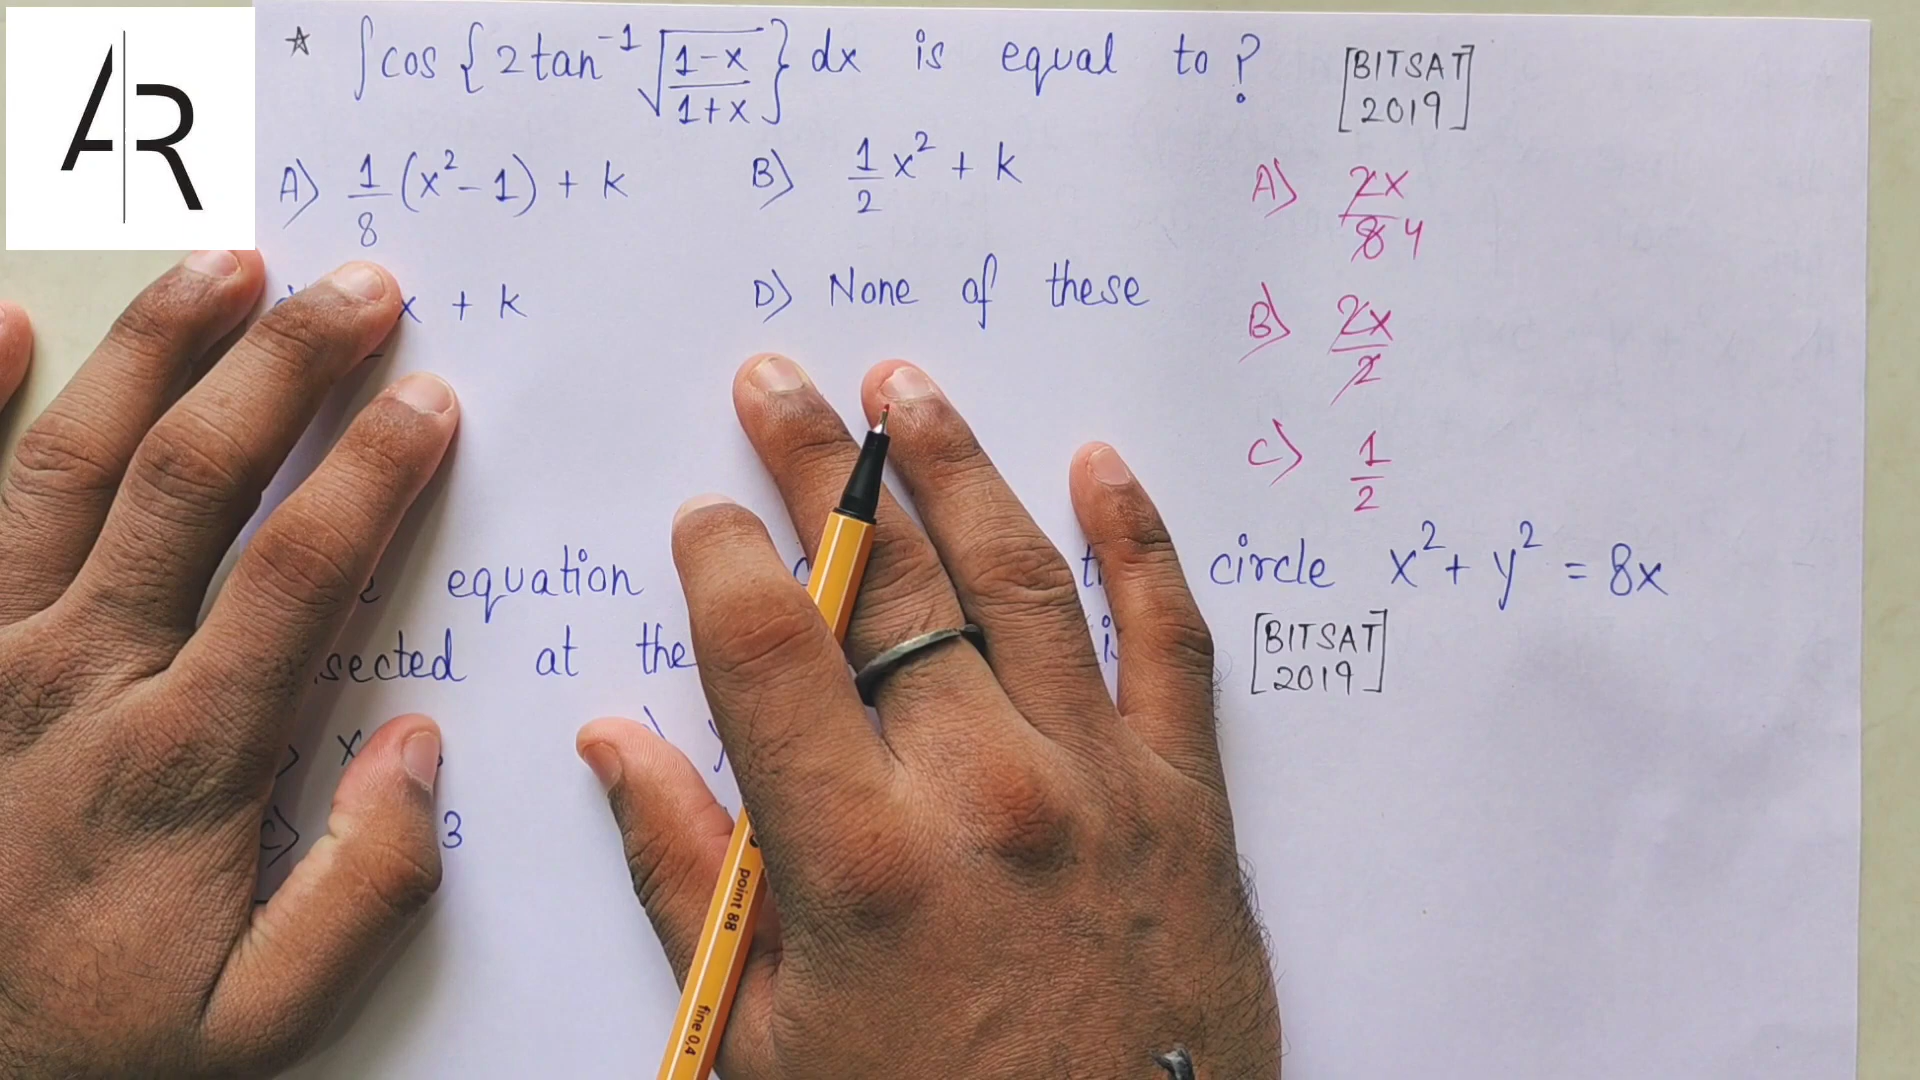 AR
☆ ∫cos {2 tan⁻¹ √((1-x)/(1+x))} dx is equal to ? [BITSAT 2019]
A) 1/8 (x² - 1) + k B) 1/2 x² + k
x + k D) None of these
A) 2x/8 4
B) 2x/2
C) 1/2
equation circle x² + y² = 8x
sected at the [BITSAT 2019]
x
C) 3
point 88
fine 0,4